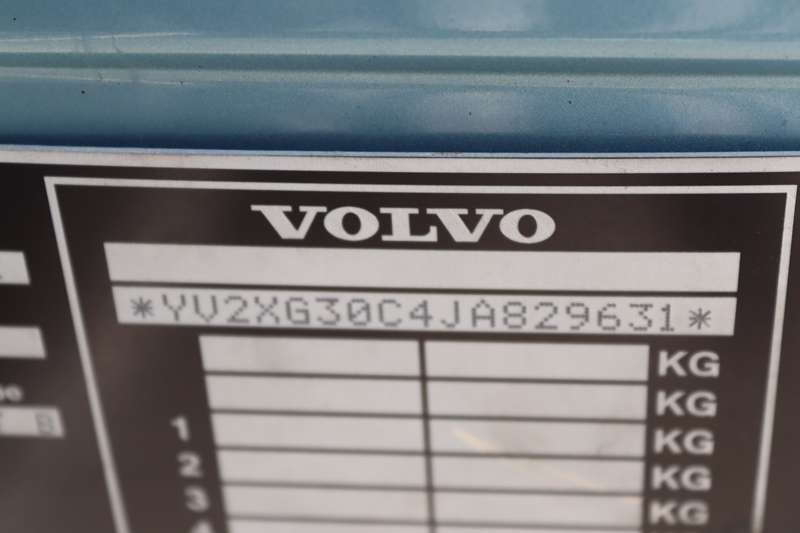 VOLVO
*YV2XG30C4JA829631*
KG
KG
1 KG
2 KG
3 KG
B